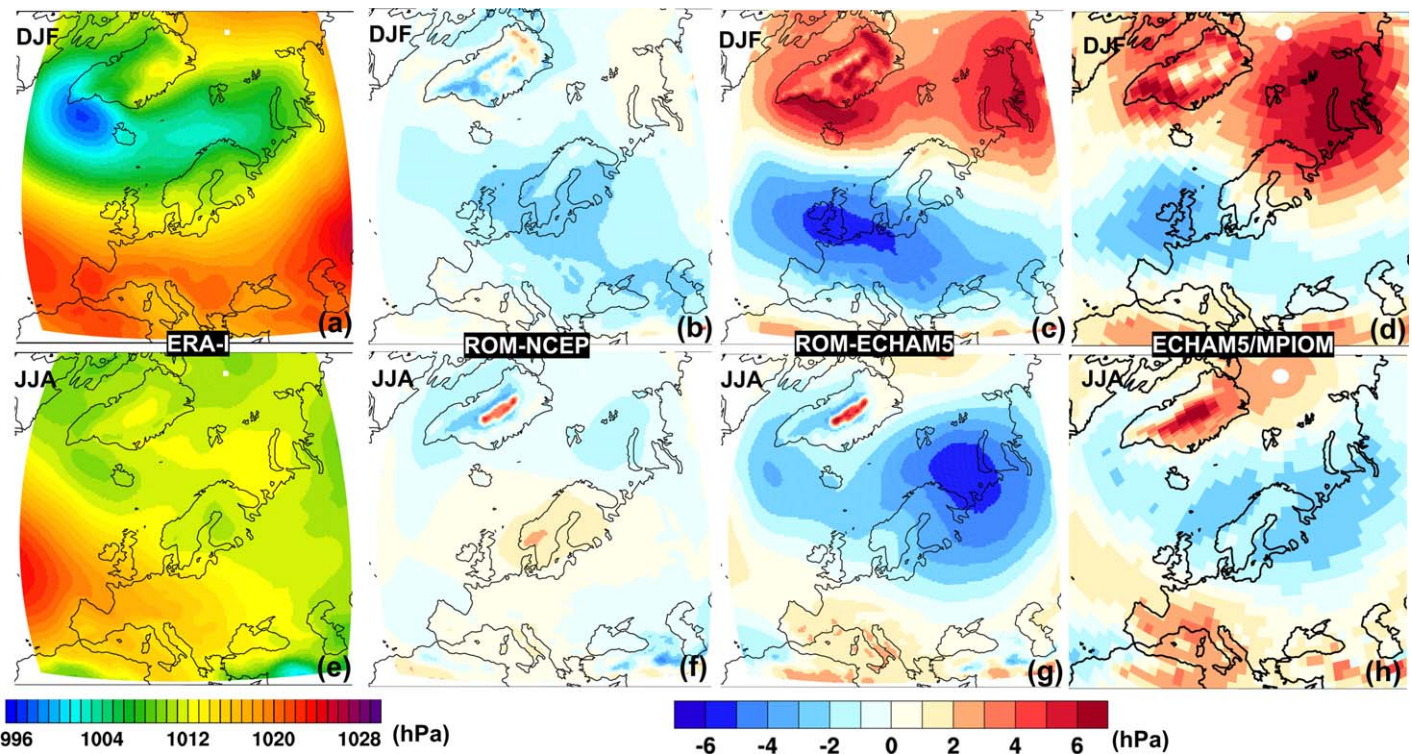 DJF
DJF
DJF
DJF
(a)
(b)
(c)
(d)
ERA-I
ROM-NCEP
ROM-ECHAM5
ECHAM5/MPIOM
JJA
JJA
JJA
JJA
(e)
(f)
(g)
(h)
996 1004 1012 1020 1028 (hPa)
-6 -4 -2 0 2 4 6 (hPa)